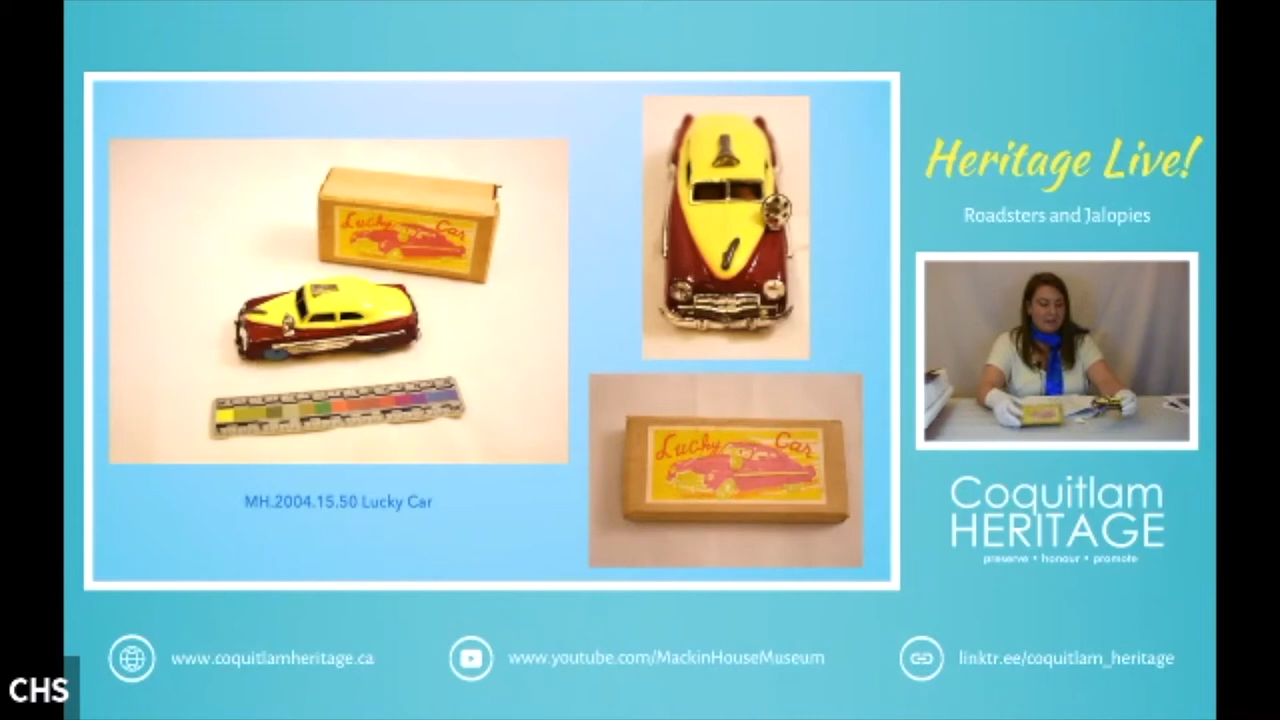 Lucky Car
MH.2004.15.50 Lucky Car
Lucky Car
Heritage Live!
Roadsters and Jalopies
Coquitlam
HERITAGE
preserve • honour • promote
www.coquitlamheritage.ca
www.youtube.com/MackinHouseMuseum
linktr.ee/coquitlam_heritage
CHS